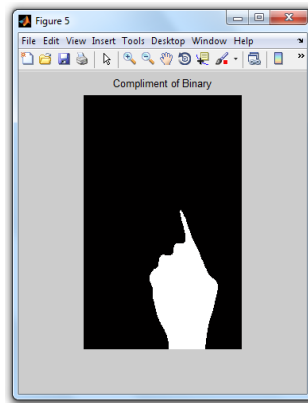 Figure 5
File Edit View Insert Tools Desktop Window Help
Compliment of Binary